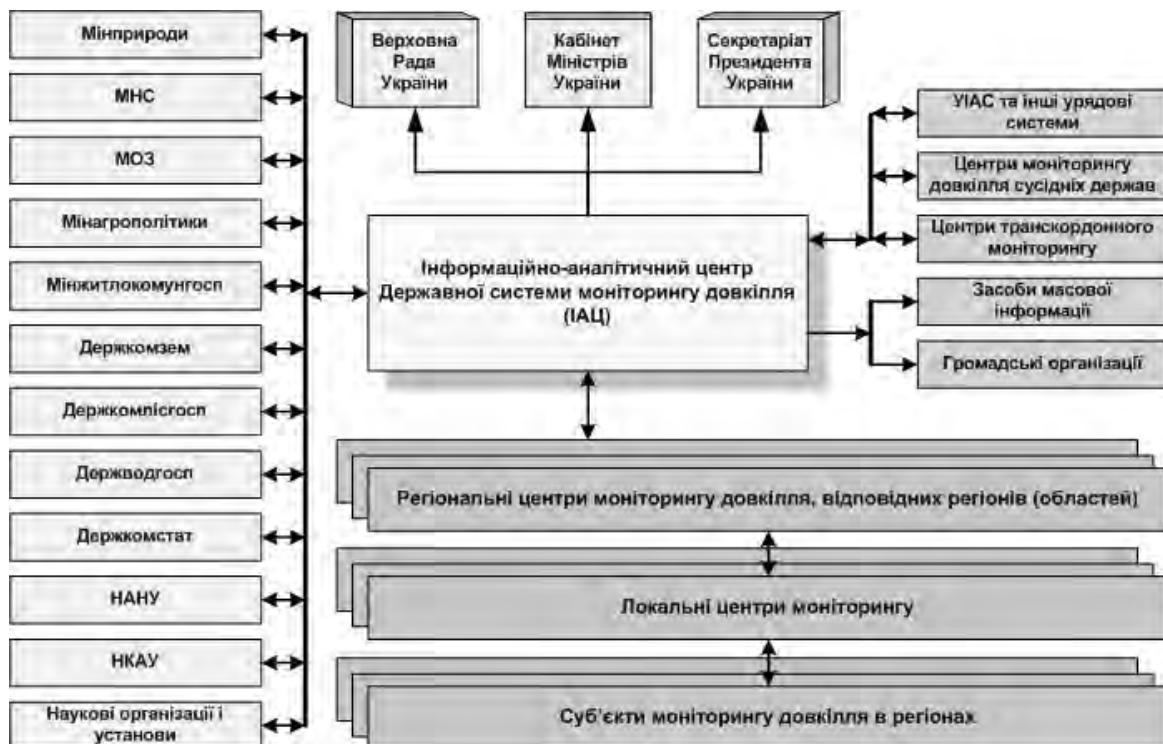 Мінприроди
МНС
МОЗ
Мінагрополітики
Мінжитлокомунгосп
Держкомзем
Держкомлісгосп
Держводгосп
Держкомстат
НАНУ
НКАУ
Наукові організації і
установи
Верховна
Рада
України
Кабінет
Міністрів
України
Секретаріат
Президента
України
Інформаційно-аналітичний центр
Державної системи моніторингу довкілля
(ІАЦ)
УІАС та інші урядові
системи
Центри моніторингу
довкілля сусідніх держав
Центри транскордонного
моніторингу
Засоби масової
інформації
Громадські організації
Регіональні центри моніторингу довкілля, відповідних регіонів (областей)
Локальні центри моніторингу
Суб'єкти моніторингу довкілля в регіонах